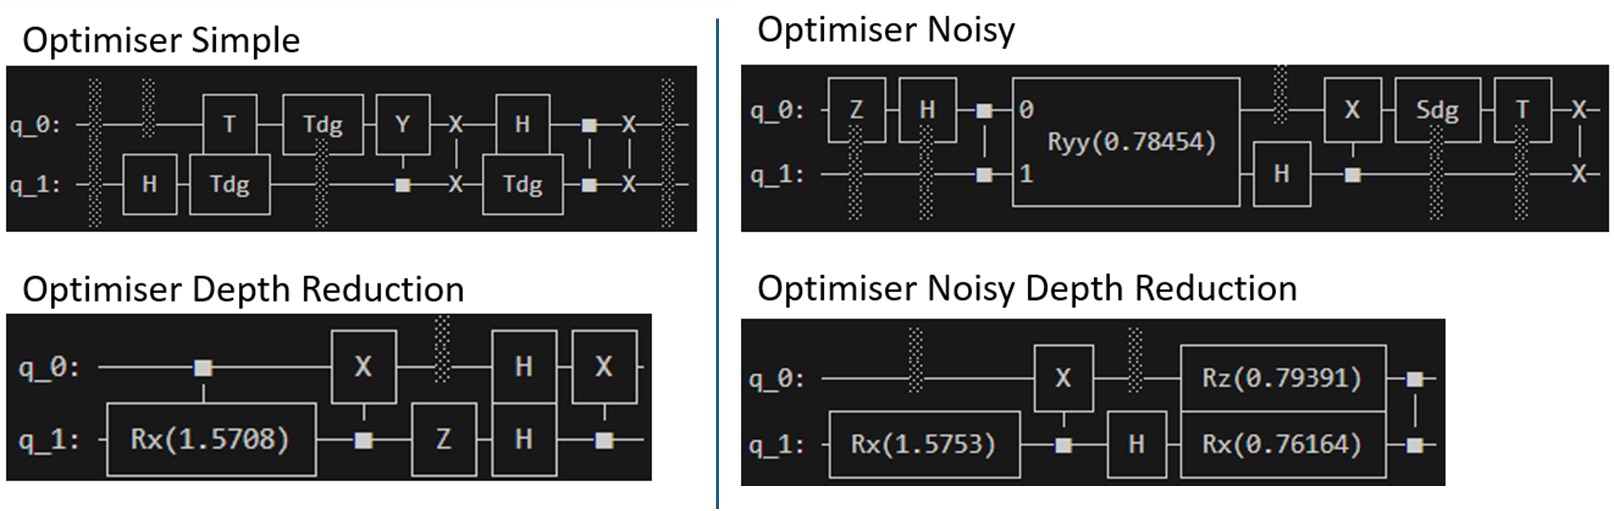 Optimiser Simple
q_0: T Tdg Y X H X
q_1: H Tdg X Tdg X
Optimiser Depth Reduction
q_0: X H X
q_1: Rx(1.5708) Z H
Optimiser Noisy
q_0: Z H 0 X Sdg T X
Ryy(0.78454)
q_1: 1 H X
Optimiser Noisy Depth Reduction
q_0: X Rz(0.79391)
q_1: Rx(1.5753) H Rx(0.76164)